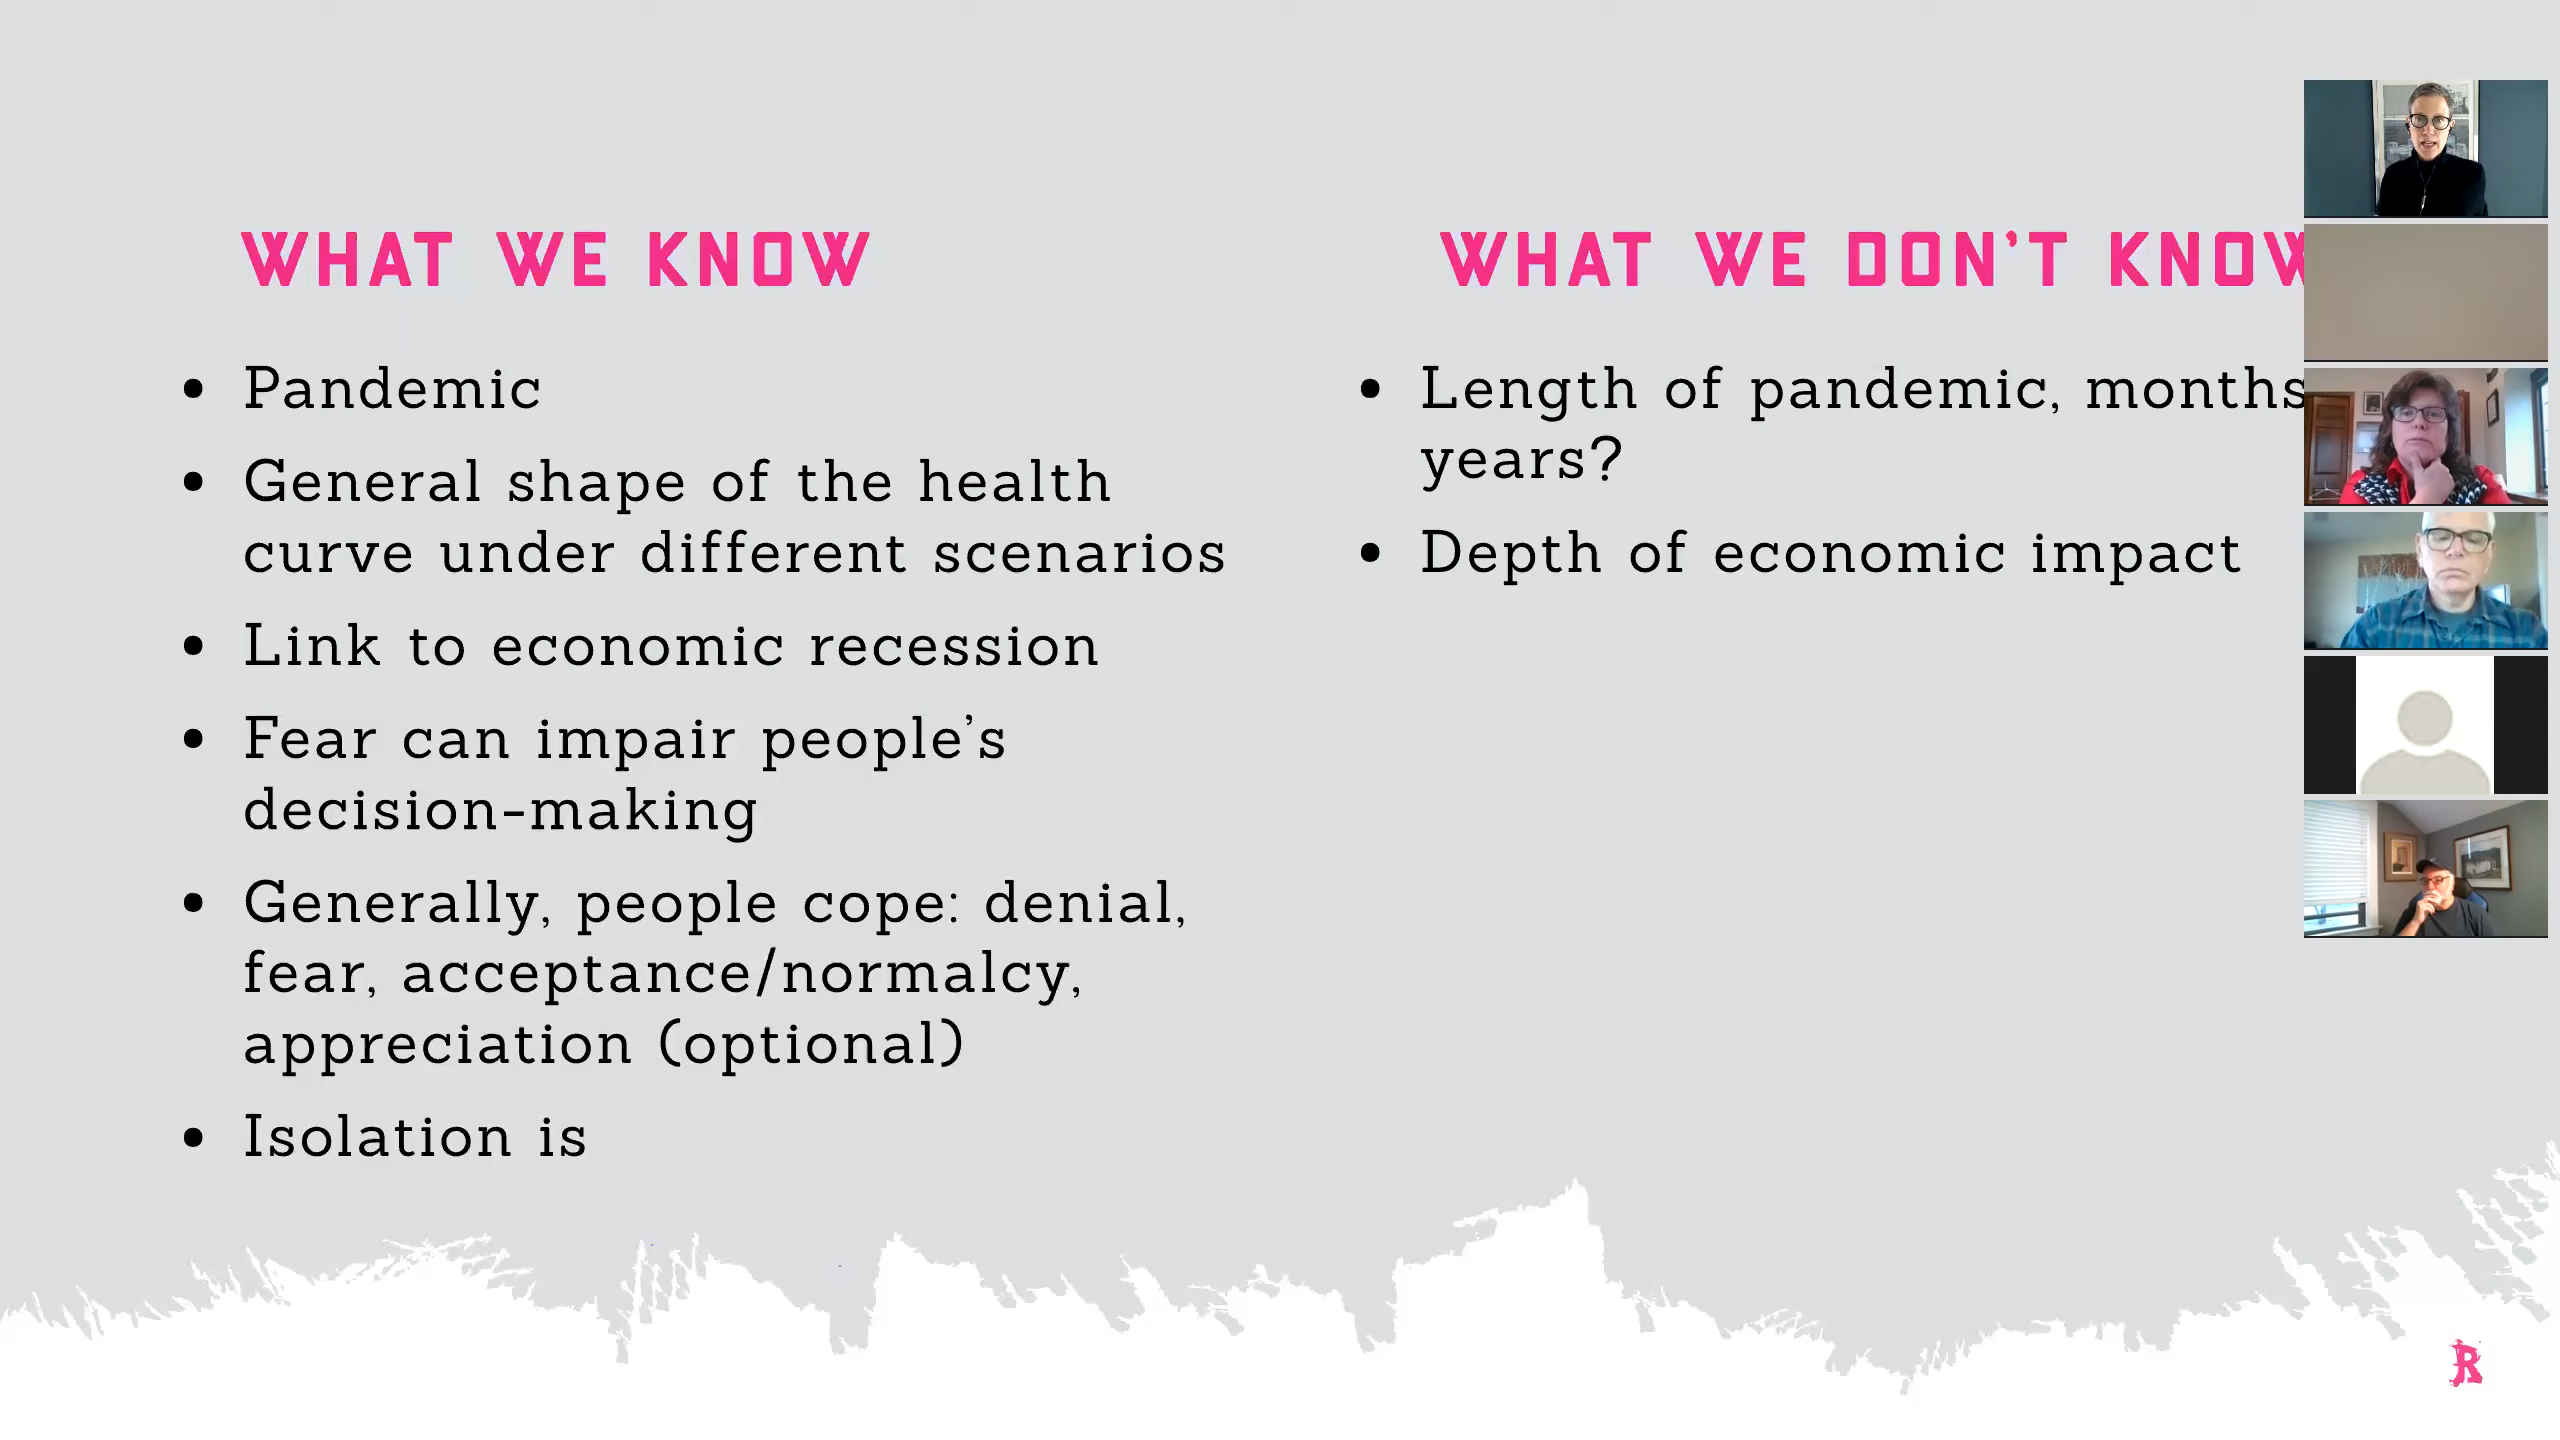 WHAT WE KNOW
Pandemic
General shape of the health
curve under different scenarios
Link to economic recession
Fear can impair people’s
decision-making
Generally, people cope: denial,
fear, acceptance/normalcy,
appreciation (optional)
Isolation is
WHAT WE DON’T KNOW
Length of pandemic, months
years?
Depth of economic impact
R